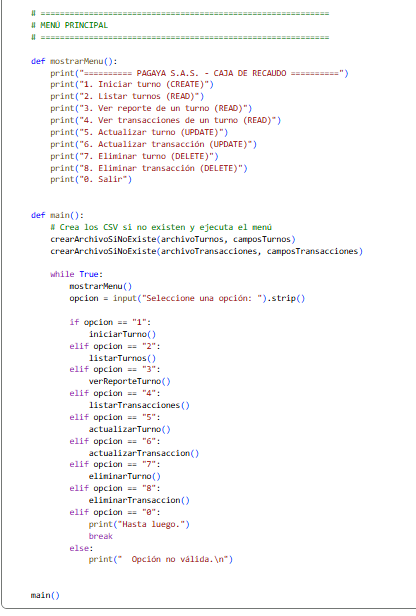 # ============================================================
# MENÚ PRINCIPAL
# ============================================================
def mostrarMenu():
print("========== PAGAYA S.A.S. - CAJA DE RECAUDO ==========")
print("1. Iniciar turno (CREATE)")
print("2. Listar turnos (READ)")
print("3. Ver reporte de un turno (READ)")
print("4. Ver transacciones de un turno (READ)")
print("5. Actualizar turno (UPDATE)")
print("6. Actualizar transacción (UPDATE)")
print("7. Eliminar turno (DELETE)")
print("8. Eliminar transacción (DELETE)")
print("0. Salir")
def main():
# Crea los CSV si no existen y ejecuta el menú
crearArchivoSiNoExiste(archivoTurnos, camposTurnos)
crearArchivoSiNoExiste(archivoTransacciones, camposTransacciones)
while True:
mostrarMenu()
opcion = input("Seleccione una opción: ").strip()
if opcion == "1":
iniciarTurno()
elif opcion == "2":
listarTurnos()
elif opcion == "3":
verReporteTurno()
elif opcion == "4":
listarTransacciones()
elif opcion == "5":
actualizarTurno()
elif opcion == "6":
actualizarTransaccion()
elif opcion == "7":
eliminarTurno()
elif opcion == "8":
eliminarTransaccion()
elif opcion == "0":
print("Hasta luego.")
break
else:
print("  Opción no válida.\n")
main()